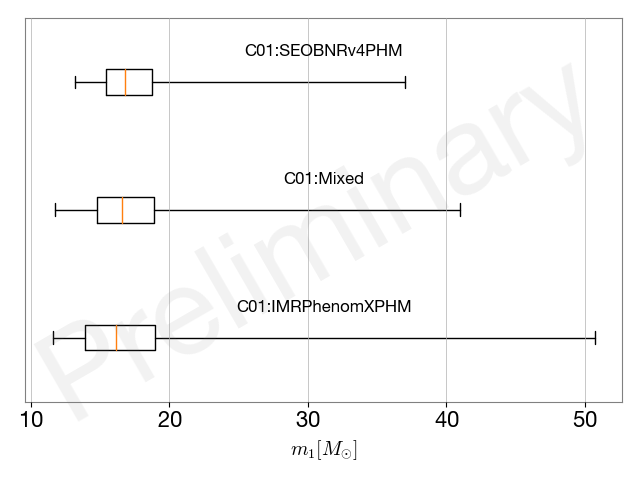 C01:SEOBNRv4PHM
C01:Mixed
C01:IMRPhenomXPHM
Preliminary
10 20 30 40 50
m₁[M☉]